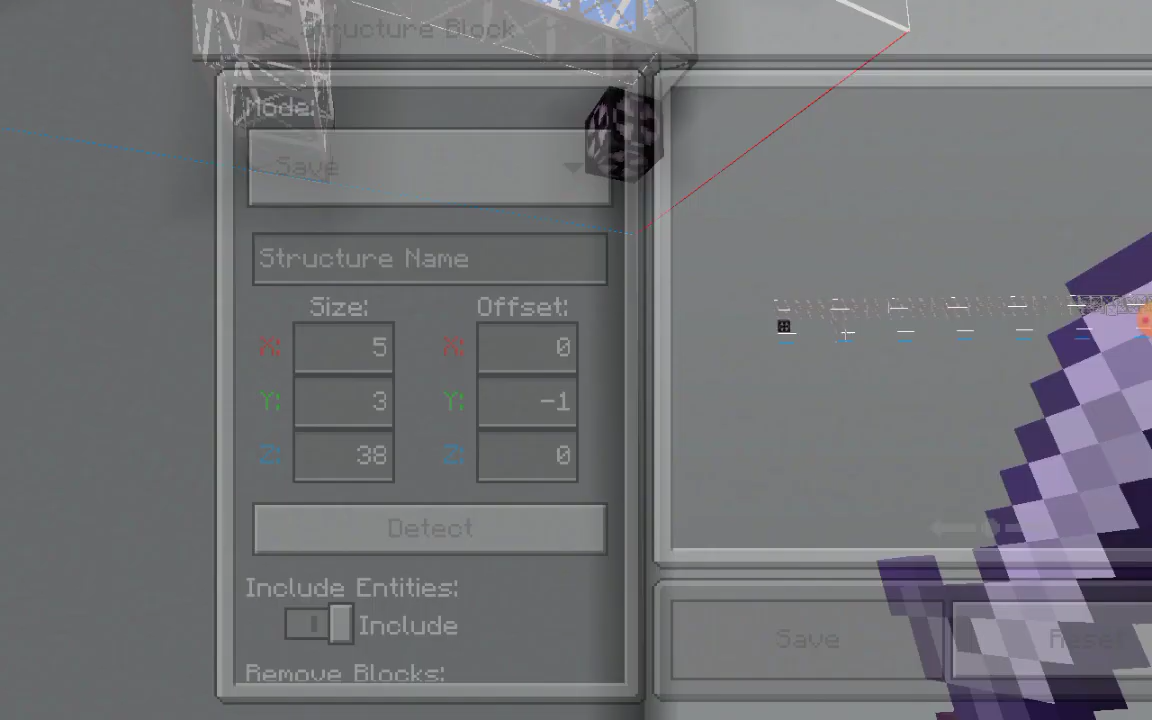 Structure Block
Mode:
Save
Structure Name
Size: Offset:
X: 5 X: 0
Y: 3 Y: -1
Z: 38 Z: 0
Detect
Include Entities:
Include
Remove Blocks:
Save Reset